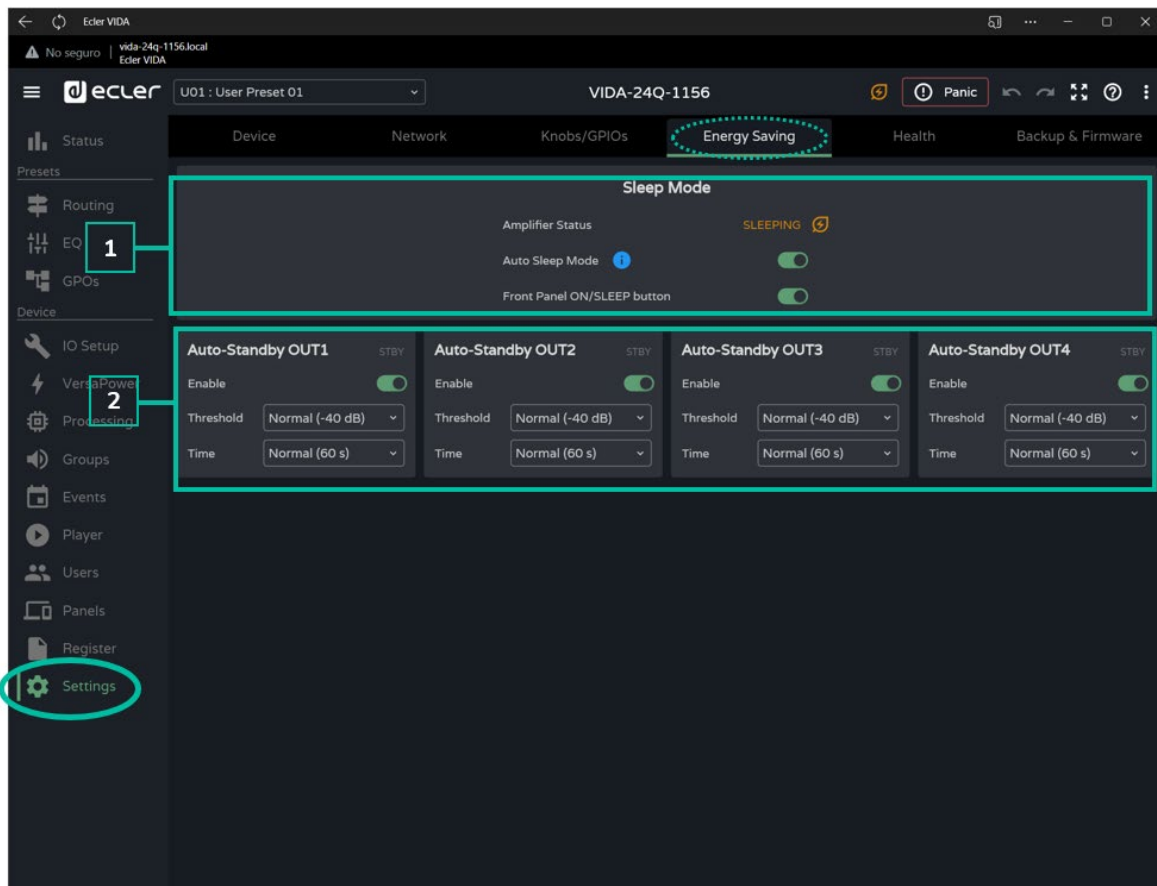 Ecler VIDA
No seguro
vida-24q-1156.local
Ecler VIDA
ecler
U01 : User Preset 01
VIDA-24Q-1156
Panic
Status
Device
Network
Knobs/GPIOs
Energy Saving
Health
Backup & Firmware
Presets
Routing
EQ
GPOs
Device
IO Setup
VersaPower
Processing
Groups
Events
Player
Users
Panels
Register
Settings
1
Sleep Mode
Amplifier Status SLEEPING
Auto Sleep Mode
Front Panel ON/SLEEP button
2
Auto-Standby OUT1 STBY
Enable
Threshold Normal (-40 dB)
Time Normal (60 s)
Auto-Standby OUT2 STBY
Enable
Threshold Normal (-40 dB)
Time Normal (60 s)
Auto-Standby OUT3 STBY
Enable
Threshold Normal (-40 dB)
Time Normal (60 s)
Auto-Standby OUT4 STBY
Enable
Threshold Normal (-40 dB)
Time Normal (60 s)